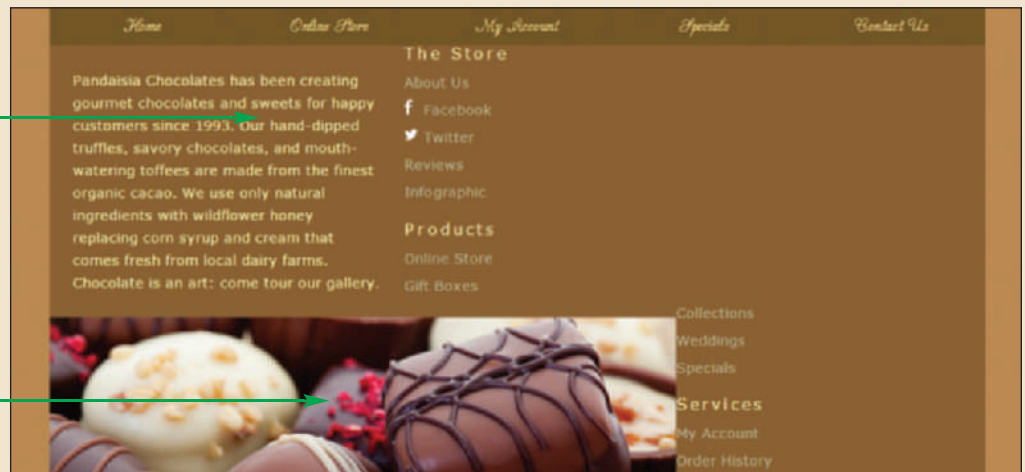 Home Online Store My Account Specials Contact Us
Pandaisia Chocolates has been creating
gourmet chocolates and sweets for happy
customers since 1993. Our hand-dipped
truffles, savory chocolates, and mouth-
watering toffees are made from the finest
organic cacao. We use only natural
ingredients with wildflower honey
replacing corn syrup and cream that
comes fresh from local dairy farms.
Chocolate is an art: come tour our gallery.
The Store
About Us
Facebook
Twitter
Reviews
Infographic
Products
Online Store
Gift Boxes
Collections
Weddings
Specials
Services
My Account
Order History